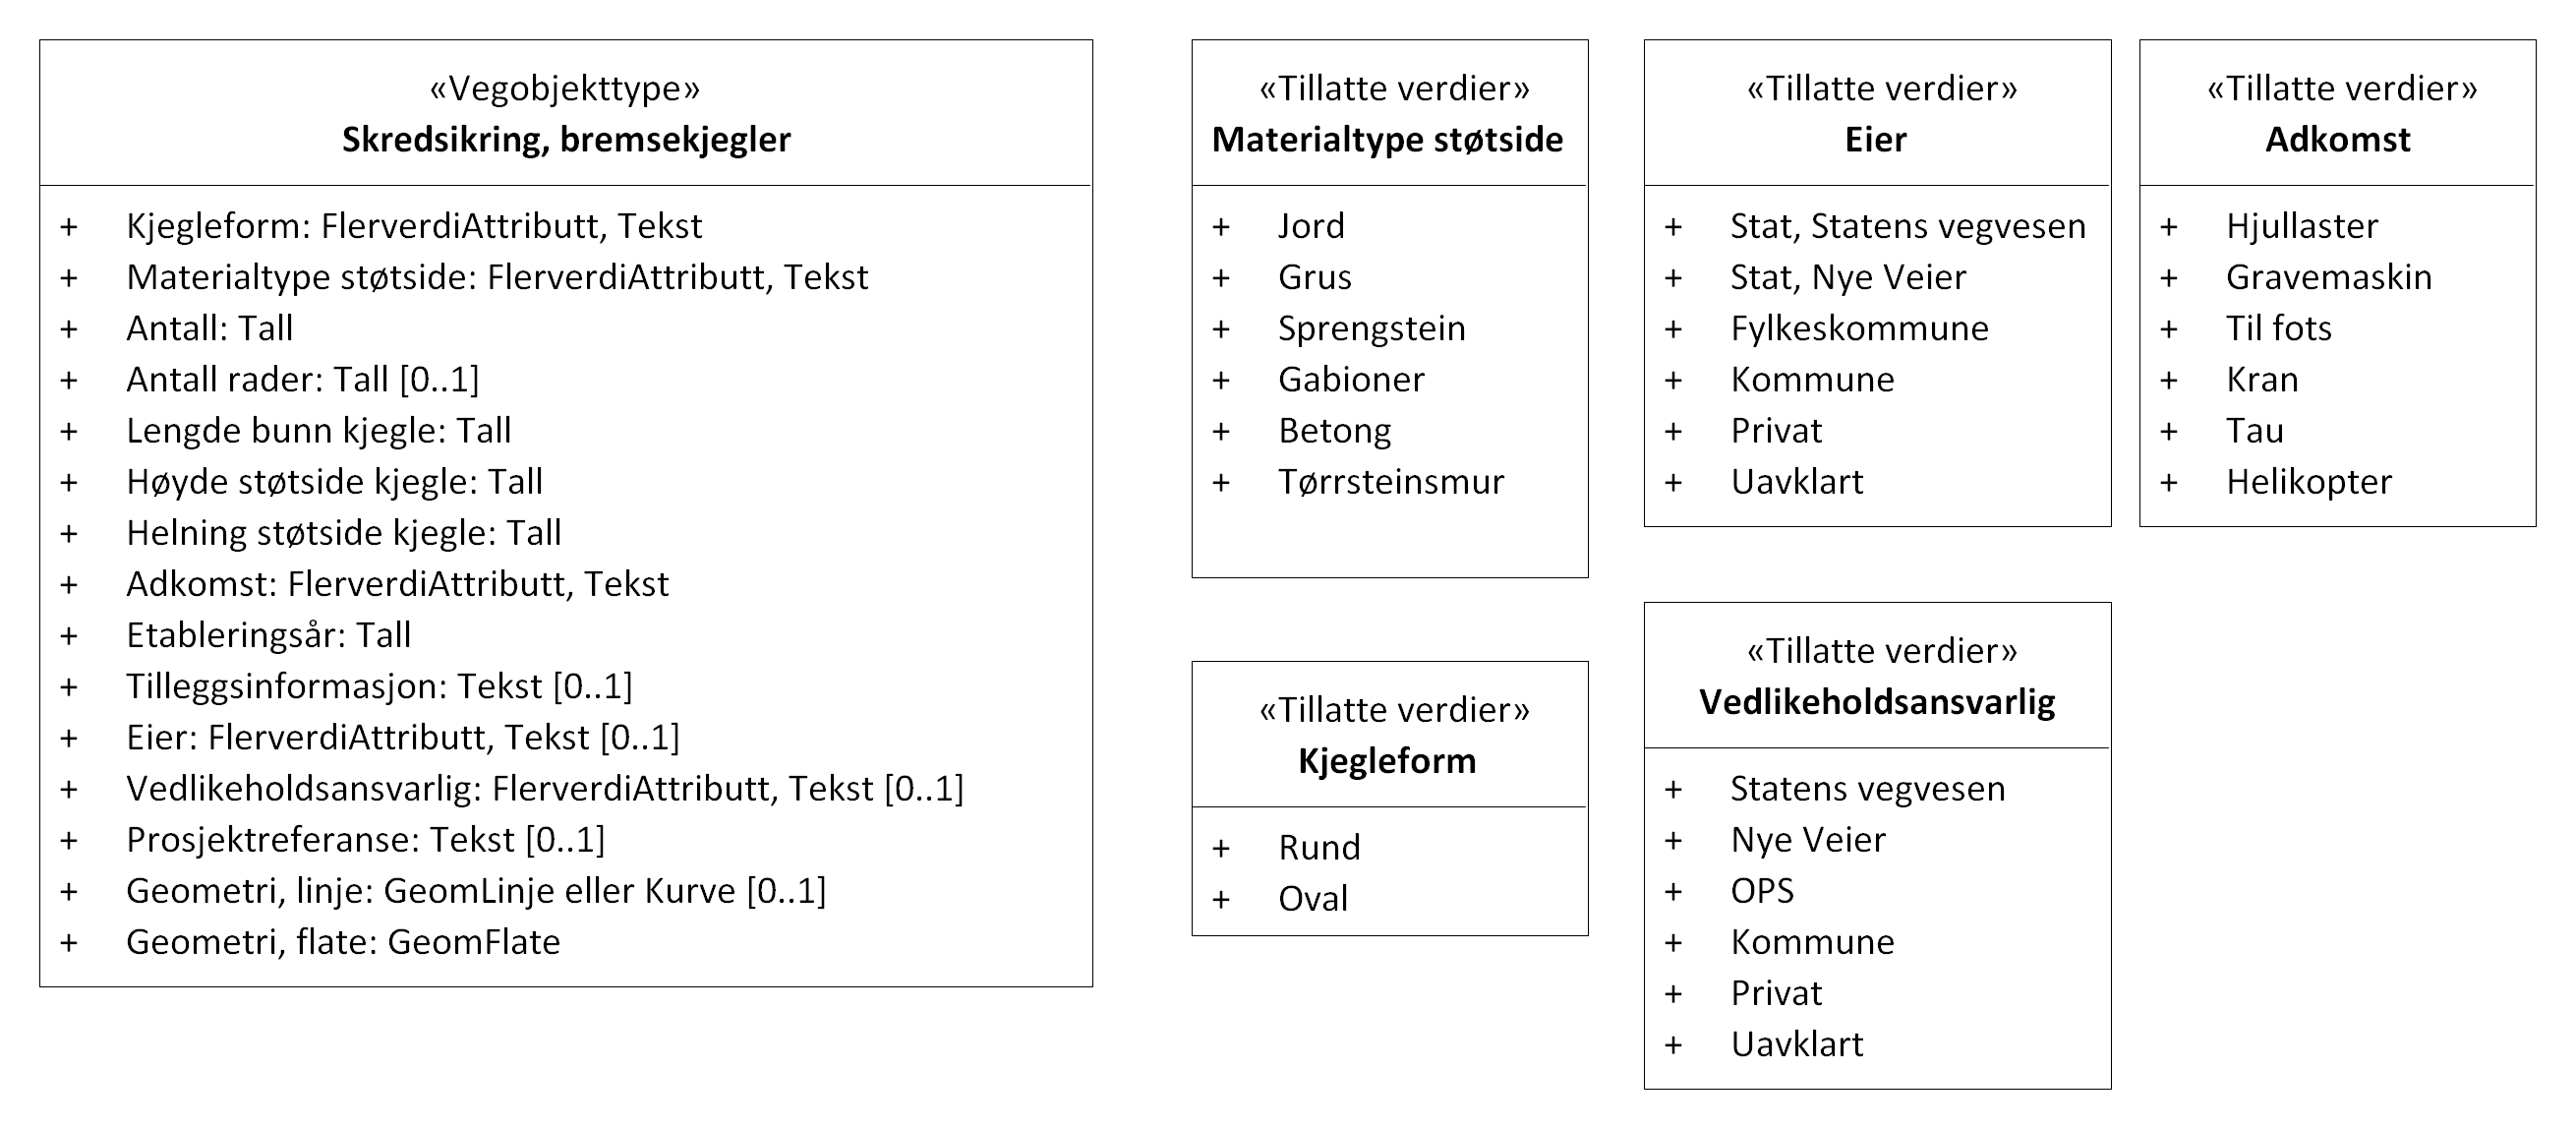 «Vegobjekttype»
Skredsikring, bremsekjegler
+ Kjegleform: FlerverdiAttributt, Tekst
+ Materialtype støtside: FlerverdiAttributt, Tekst
+ Antall: Tall
+ Antall rader: Tall [0..1]
+ Lengde bunn kjegle: Tall
+ Høyde støtside kjegle: Tall
+ Helning støtside kjegle: Tall
+ Adkomst: FlerverdiAttributt, Tekst
+ Etableringsår: Tall
+ Tilleggsinformasjon: Tekst [0..1]
+ Eier: FlerverdiAttributt, Tekst [0..1]
+ Vedlikeholdsansvarlig: FlerverdiAttributt, Tekst [0..1]
+ Prosjektreferanse: Tekst [0..1]
+ Geometri, linje: GeomLinje eller Kurve [0..1]
+ Geometri, flate: GeomFlate
«Tillatte verdier»
Materialtype støtside
+ Jord
+ Grus
+ Sprengstein
+ Gabioner
+ Betong
+ Tørrsteinsmur
«Tillatte verdier»
Kjegleform
+ Rund
+ Oval
«Tillatte verdier»
Eier
+ Stat, Statens vegvesen
+ Stat, Nye Veier
+ Fylkeskommune
+ Kommune
+ Privat
+ Uavklart
«Tillatte verdier»
Vedlikeholdsansvarlig
+ Statens vegvesen
+ Nye Veier
+ OPS
+ Kommune
+ Privat
+ Uavklart
«Tillatte verdier»
Adkomst
+ Hjullaster
+ Gravemaskin
+ Til fots
+ Kran
+ Tau
+ Helikopter